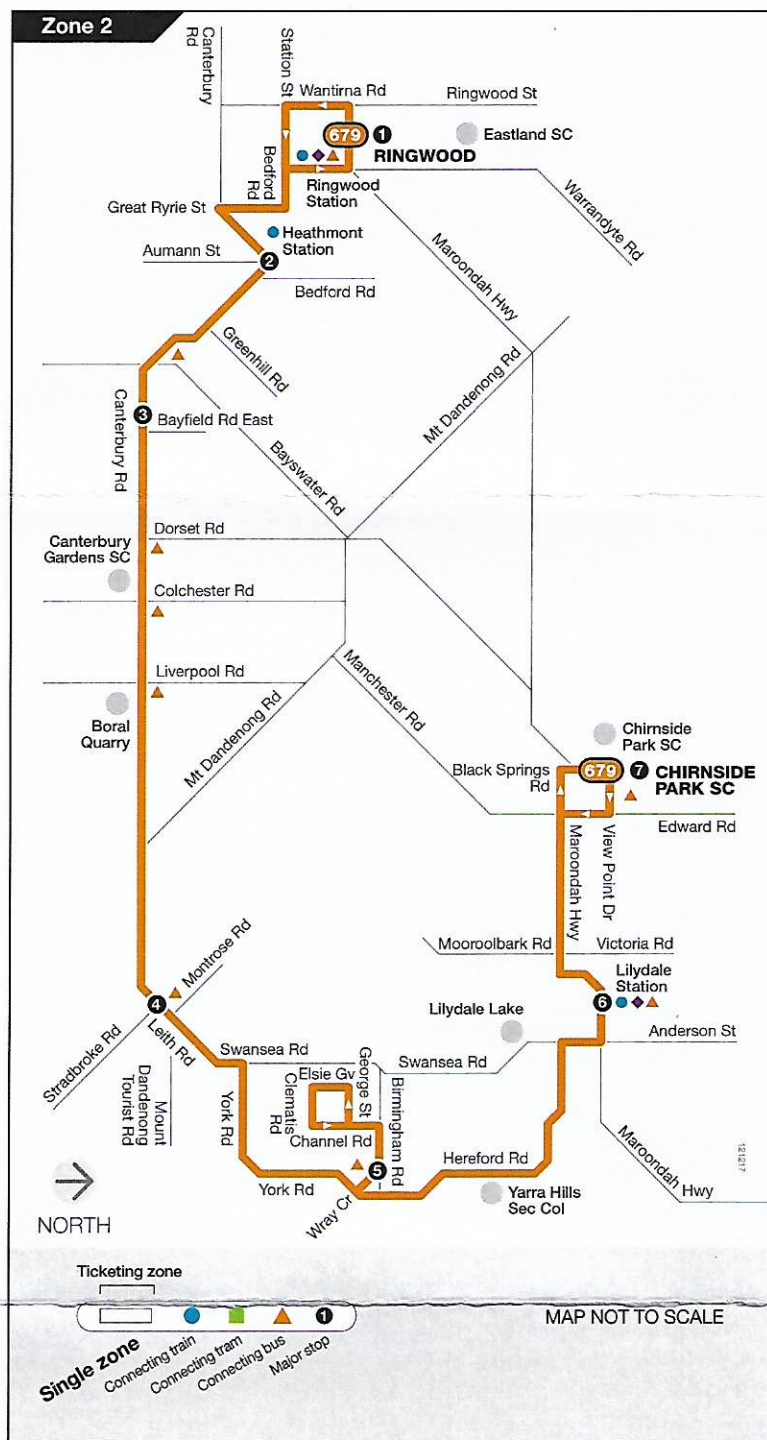 Zone 2
Canterbury
Rd
Station St
Wantirna Rd
Ringwood St
679
1
RINGWOOD
Eastland SC
Bedford
Rd
Ringwood
Station
Great Ryrie St
Warrandyte Rd
Heathmont
Station
Aumann St
2
Bedford Rd
Maroondah Hwy
Greenhill Rd
Mt Dandenong Rd
3
Bayfield Rd East
Canterbury Rd
Bayswater Rd
Dorset Rd
Canterbury
Gardens SC
Colchester Rd
Liverpool Rd
Boral
Quarry
Mt Dandenong Rd
Manchester Rd
Chirnside
Park SC
Black Springs
Rd
679
7
CHIRNSIDE
PARK SC
Edward Rd
Maroondah Hwy
View Point Dr
Mooroolbark Rd
Victoria Rd
Montrose Rd
4
Lilydale
Station
6
Lilydale Lake
Anderson St
Stradbroke Rd
Leith Rd
Swansea Rd
Swansea Rd
Mount
Dandenong
Tourist Rd
York Rd
Elsie Gv
George St
Clematis
Rd
Birmingham Rd
Channel Rd
5
Hereford Rd
York Rd
Wray Cr
Yarra Hills
Sec Col
Maroondah Hwy
121217
NORTH
Ticketing zone
Single zone
Connecting train
Connecting tram
Connecting bus
1
Major stop
MAP NOT TO SCALE